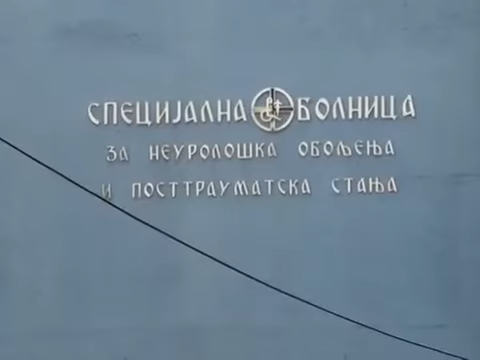 СПЕЦИЈАЛНА БОЛНИЦА
ЗА НЕУРОЛОШКА ОБОЉЕЊА
И ПОСТТРАУМАТСКА СТАЊА